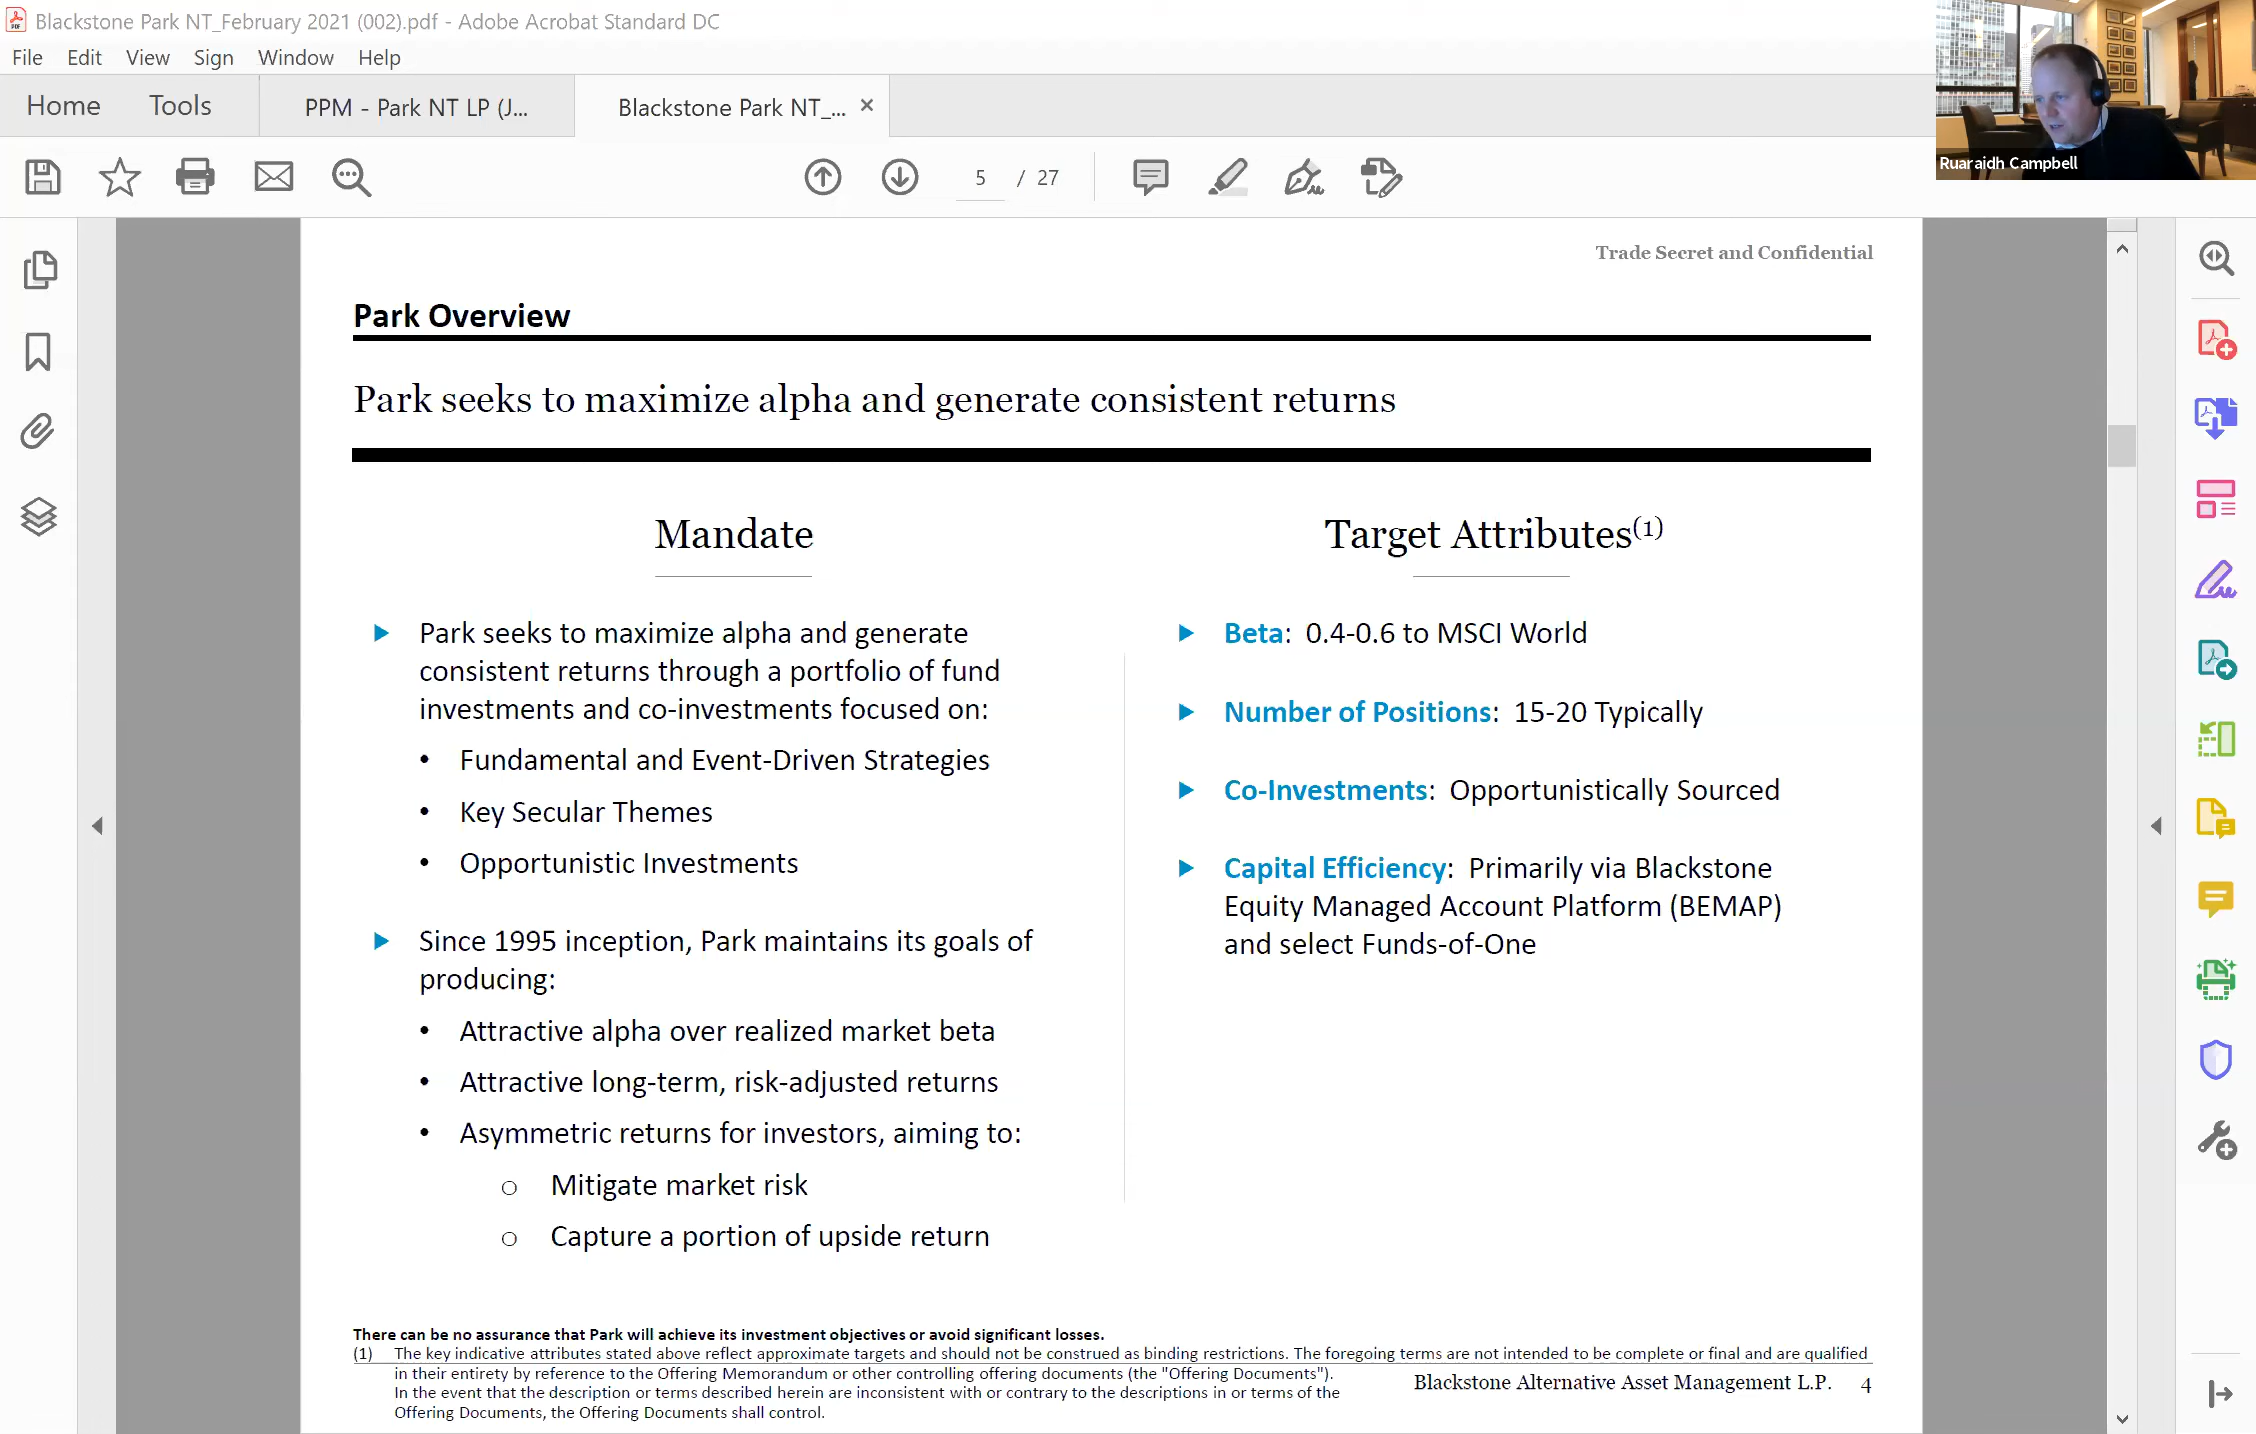 Blackstone Park NT_February 2021 (002).pdf - Adobe Acrobat Standard DC
File Edit View Sign Window Help
Home Tools PPM - Park NT LP (J... Blackstone Park NT_... ×
5 / 27
Ruaraidh Campbell
Trade Secret and Confidential
Park Overview
Park seeks to maximize alpha and generate consistent returns
Mandate
▶ Park seeks to maximize alpha and generate
consistent returns through a portfolio of fund
investments and co-investments focused on:
• Fundamental and Event-Driven Strategies
• Key Secular Themes
• Opportunistic Investments
▶ Since 1995 inception, Park maintains its goals of
producing:
• Attractive alpha over realized market beta
• Attractive long-term, risk-adjusted returns
• Asymmetric returns for investors, aiming to:
o Mitigate market risk
o Capture a portion of upside return
Target Attributes(1)
▶ Beta: 0.4-0.6 to MSCI World
▶ Number of Positions: 15-20 Typically
▶ Co-Investments: Opportunistically Sourced
▶ Capital Efficiency: Primarily via Blackstone
Equity Managed Account Platform (BEMAP)
and select Funds-of-One
There can be no assurance that Park will achieve its investment objectives or avoid significant losses.
(1) The key indicative attributes stated above reflect approximate targets and should not be construed as binding restrictions. The foregoing terms are not intended to be complete or final and are qualified
in their entirety by reference to the Offering Memorandum or other controlling offering documents (the "Offering Documents").
In the event that the description or terms described herein are inconsistent with or contrary to the descriptions in or terms of the
Offering Documents, the Offering Documents shall control.
Blackstone Alternative Asset Management L.P. 4